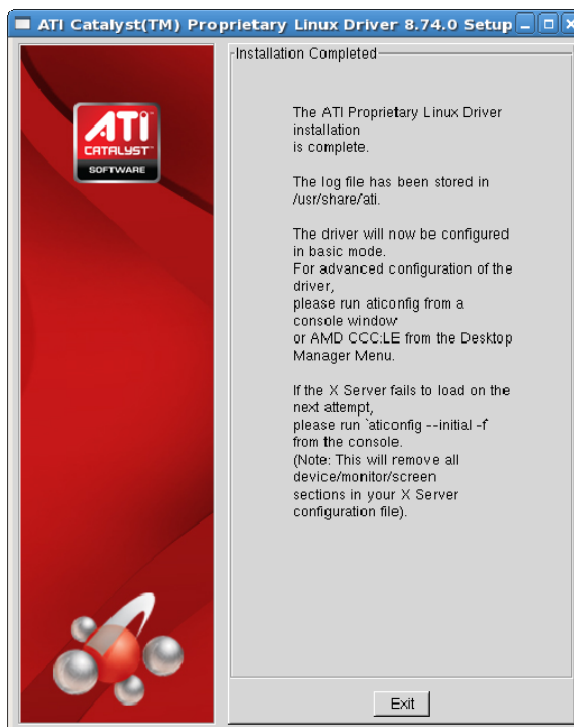 ATI Catalyst(TM) Proprietary Linux Driver 8.74.0 Setup
ATI
CATALYST™
SOFTWARE
Installation Completed
The ATI Proprietary Linux Driver
installation
is complete.
The log file has been stored in
/usr/share/ati.
The driver will now be configured
in basic mode.
For advanced configuration of the
driver,
please run aticonfig from a
console window
or AMD CCC:LE from the Desktop
Manager Menu.
If the X Server fails to load on the
next attempt,
please run `aticonfig --initial -f
from the console.
(Note: This will remove all
device/monitor/screen
sections in your X Server
configuration file).
Exit